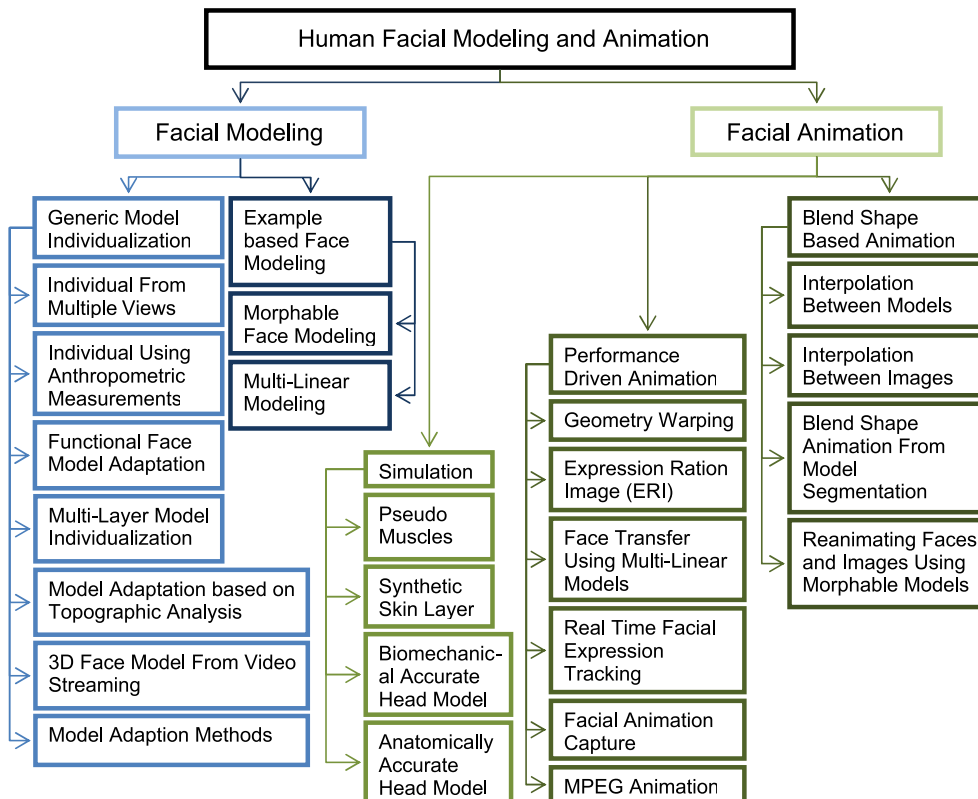 Human Facial Modeling and Animation
Facial Modeling
Facial Animation
Generic Model
Individualization
Individual From
Multiple Views
Individual Using
Anthropometric
Measurements
Functional Face
Model Adaptation
Multi-Layer Model
Individualization
Model Adaptation based on
Topographic Analysis
3D Face Model From Video
Streaming
Model Adaption Methods
Example
based Face
Modeling
Morphable
Face Modeling
Multi-Linear
Modeling
Simulation
Pseudo
Muscles
Synthetic
Skin Layer
Biomechanic-
al Accurate
Head Model
Anatomically
Accurate
Head Model
Performance
Driven Animation
Geometry Warping
Expression Ration
Image (ERI)
Face Transfer
Using Multi-Linear
Models
Real Time Facial
Expression
Tracking
Facial Animation
Capture
MPEG Animation
Blend Shape
Based Animation
Interpolation
Between Models
Interpolation
Between Images
Blend Shape
Animation From
Model
Segmentation
Reanimating Faces
and Images Using
Morphable Models